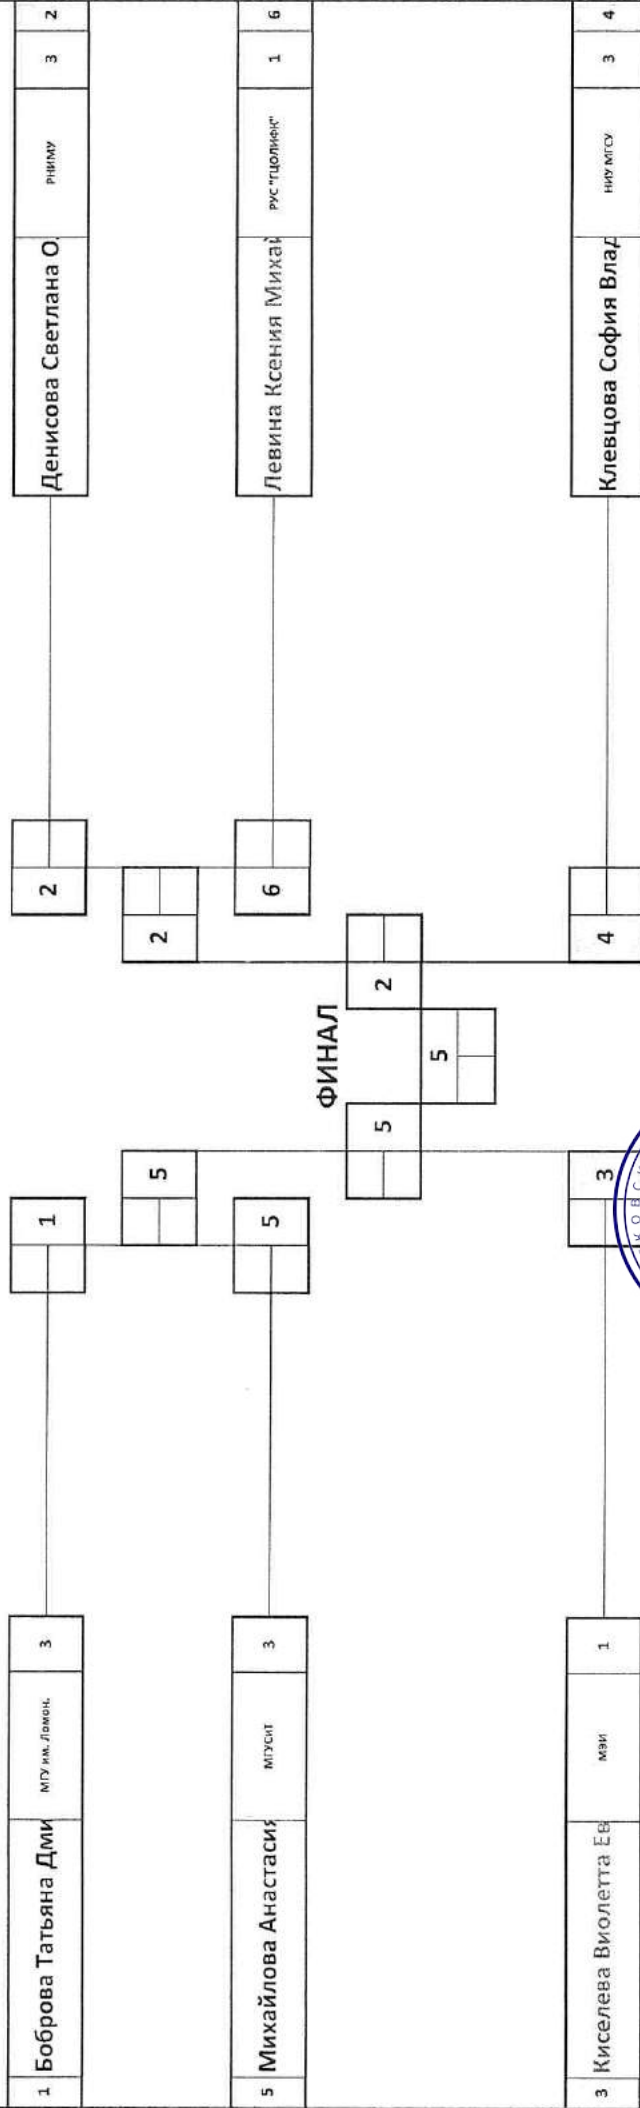 1 Боброва Татьяна Дми МГУ им. Ломон. 3
5 Михайлова Анастасия МГУСиТ 3
3 Киселева Виолетта Ев МЭИ 1
1
5
5
3
ФИНАЛ
5
2
5
2
2
6
4
Денисова Светлана О. РНИМУ 3 2
Левина Ксения Михай РУС "ГЦОЛИФК" 1 6
Клевцова София Влад НИУ МГСУ 3 4